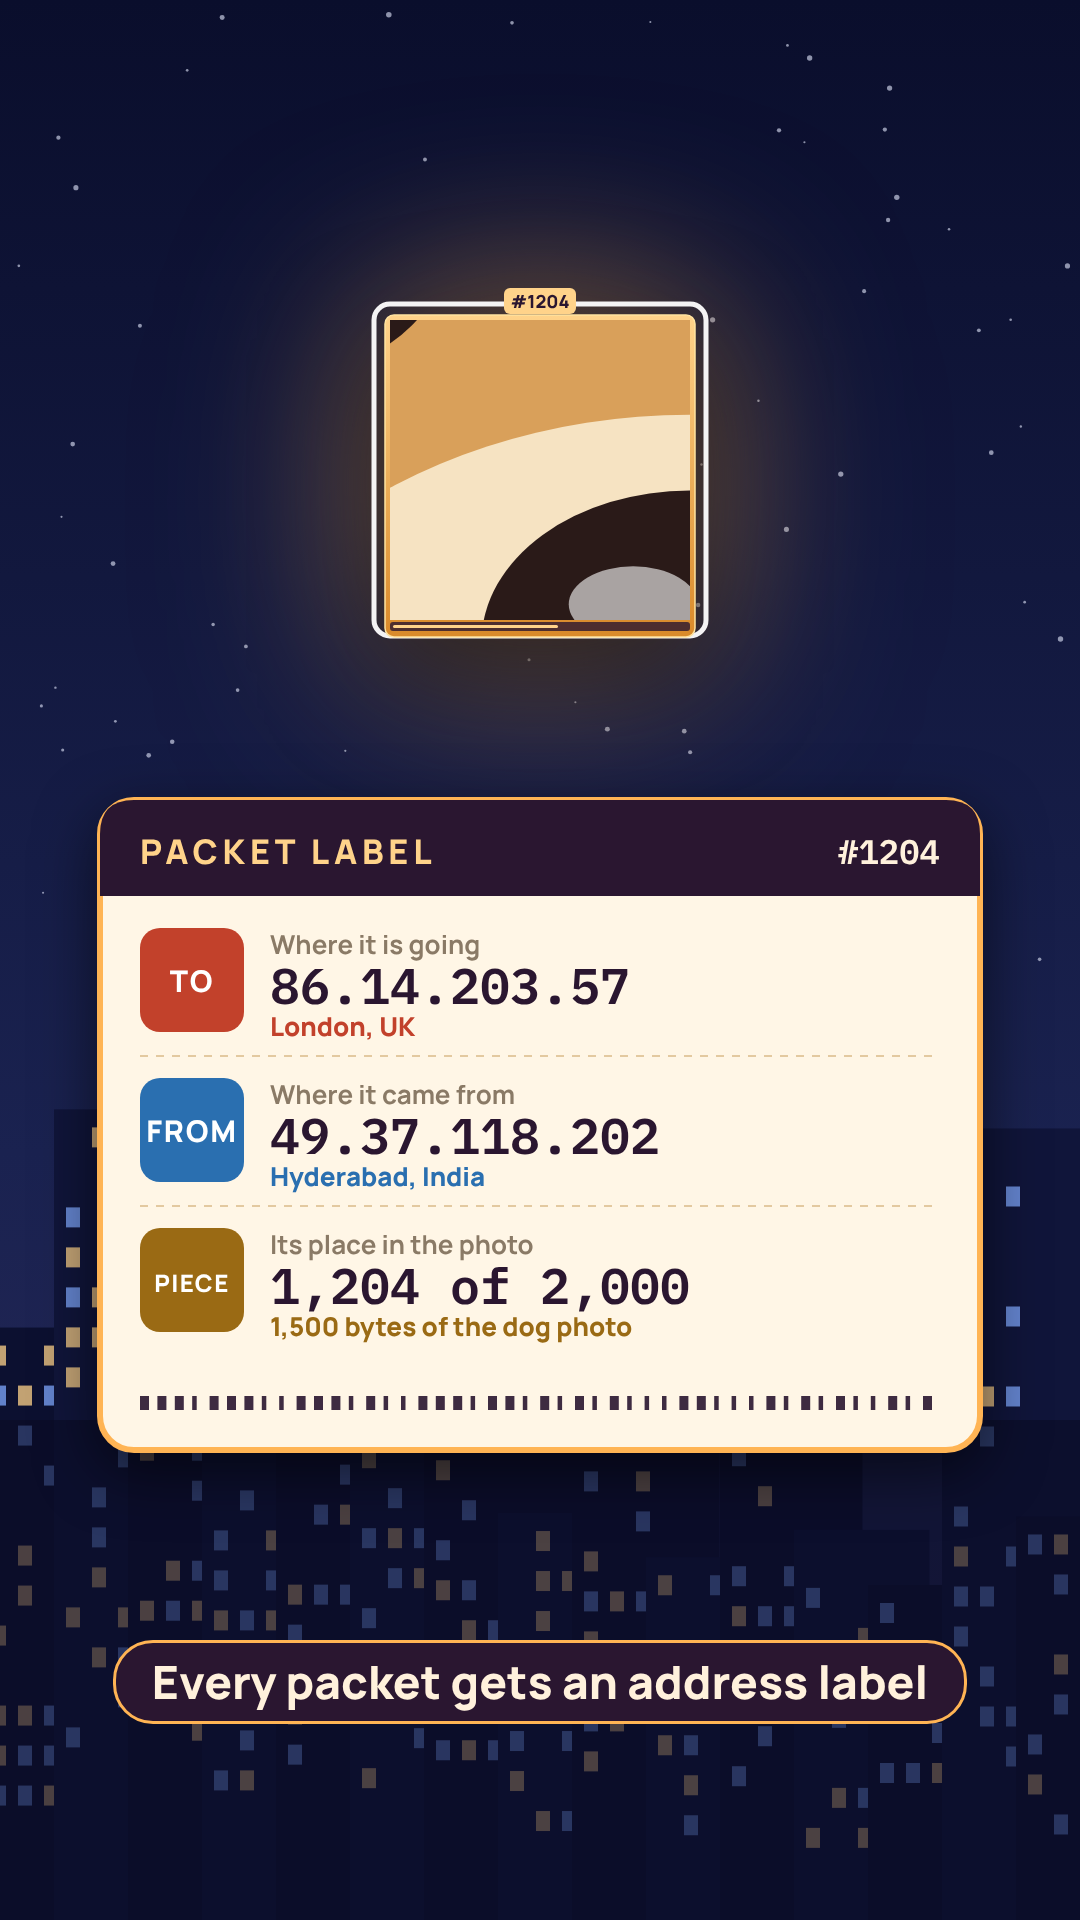 #1204
PACKET LABEL #1204
TO
Where it is going
86.14.203.57
London, UK
FROM
Where it came from
49.37.118.202
Hyderabad, India
PIECE
Its place in the photo
1,204 of 2,000
1,500 bytes of the dog photo
Every packet gets an address label